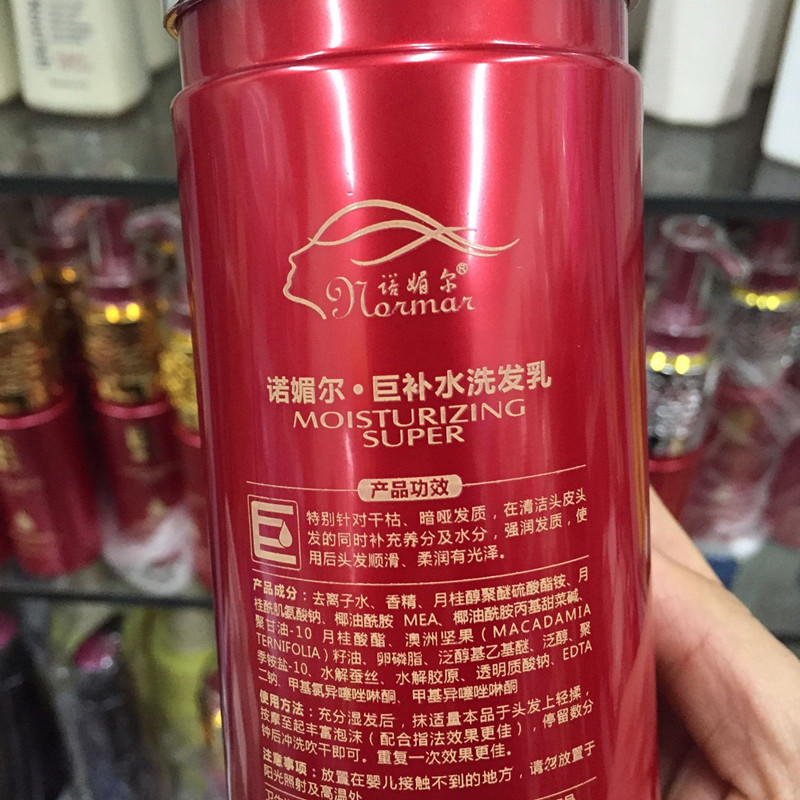 诺媚尔®
Normar
诺媚尔·巨补水洗发乳
MOISTURIZING
SUPER
产品功效
特别针对干枯、暗哑发质，在清洁头皮头
发的同时补充养分及水分，强润发质，使
用后头发顺滑、柔润有光泽。
产品成分：去离子水、香精、月桂醇聚醚硫酸酯铵、月
桂酰肌氨酸钠、椰油酰胺 MEA、椰油酰胺丙基甜菜碱、
聚甘油-10 月桂酸酯、澳洲坚果（MACADAMIA
TERNIFOLIA）籽油、卵磷脂、泛醇基乙基醚、泛醇、聚
季铵盐-10、水解蚕丝、水解胶原、透明质酸钠、EDTA
二钠、甲基氯异噻唑啉酮、甲基异噻唑啉酮
使用方法：充分湿发后，抹适量本品于头发上轻揉，
按摩至起丰富泡沫（配合指法效果更佳），停留数分
钟后冲洗吹干即可。重复一次效果更佳。
注意事项：放置在婴儿接触不到的地方，请勿放置于
阳光照射及高温处